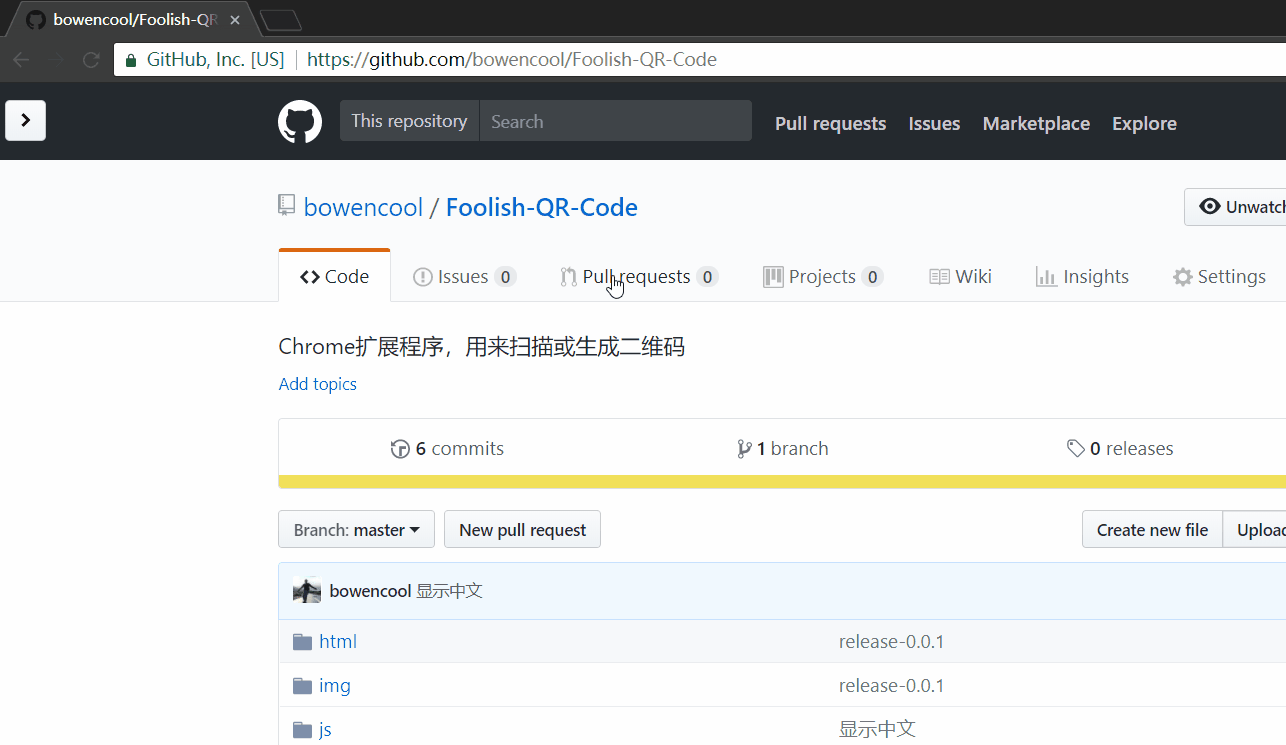 bowencool/Foolish-QR
GitHub, Inc. [US] https://github.com/bowencool/Foolish-QR-Code
This repository Search Pull requests Issues Marketplace Explore
bowencool / Foolish-QR-Code Unwatch
Code Issues 0 Pull requests 0 Projects 0 Wiki Insights Settings
Chrome扩展程序，用来扫描或生成二维码
Add topics
6 commits 1 branch 0 releases
Branch: master New pull request Create new file Upload
bowencool 显示中文
html release-0.0.1
img release-0.0.1
js 显示中文